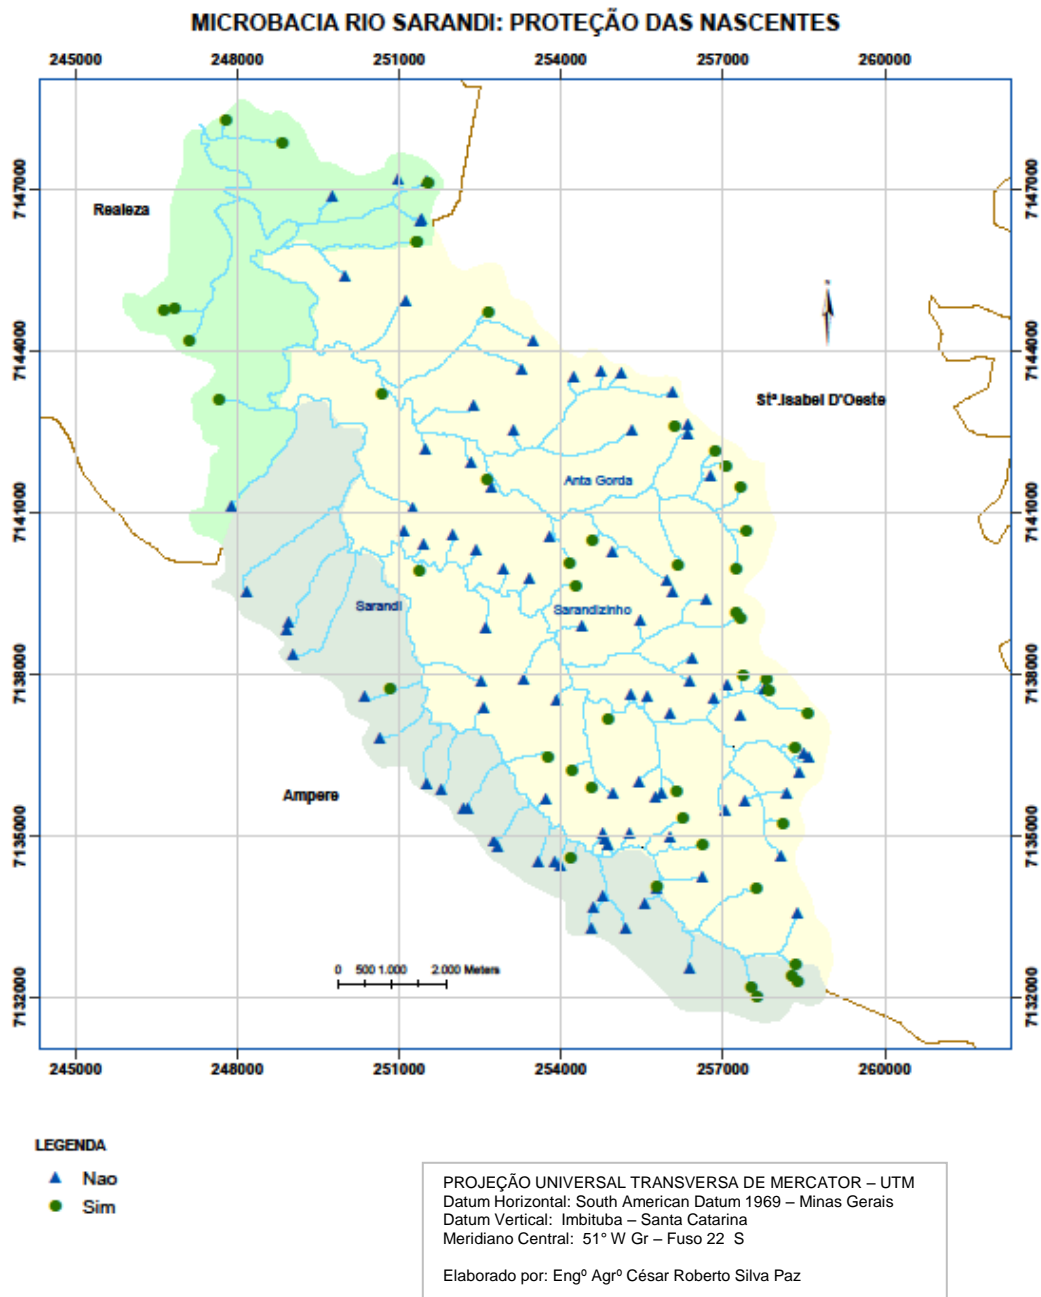 MICROBACIA RIO SARANDI: PROTEÇÃO DAS NASCENTES
245000 248000 251000 254000 257000 260000
7147000 7147000
Realeza
7144000 7144000
Stª.Isabel D'Oeste
Anta Gorda
7141000 7141000
Sarandi
Sarandizinho
7138000 7138000
Ampere
7135000 7135000
0 500 1.000 2.000 Meters
7132000 7132000
245000 248000 251000 254000 257000 260000
LEGENDA
Nao
Sim
PROJEÇÃO UNIVERSAL TRANSVERSA DE MERCATOR – UTM
Datum Horizontal: South American Datum 1969 – Minas Gerais
Datum Vertical: Imbituba – Santa Catarina
Meridiano Central: 51° W Gr – Fuso 22 S
Elaborado por: Engº Agrº César Roberto Silva Paz